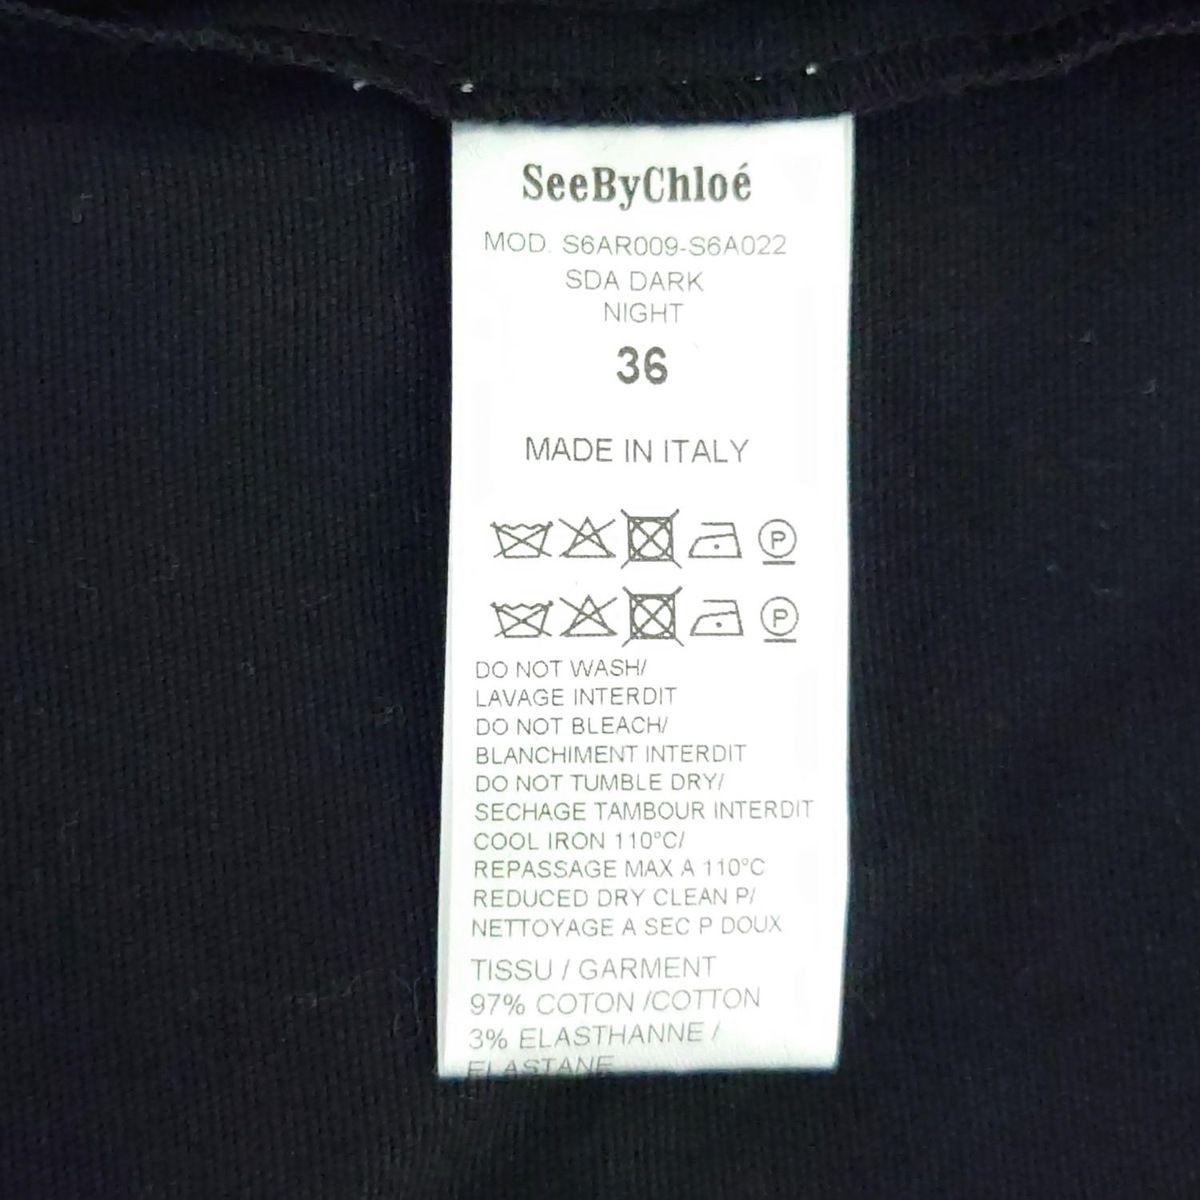 SeeByChloé
MOD. S6AR009-S6A022
SDA DARK
NIGHT
36
MADE IN ITALY
P
P
DO NOT WASH/
LAVAGE INTERDIT
DO NOT BLEACH/
BLANCHIMENT INTERDIT
DO NOT TUMBLE DRY/
SECHAGE TAMBOUR INTERDIT
COOL IRON 110°C/
REPASSAGE MAX A 110°C
REDUCED DRY CLEAN P/
NETTOYAGE A SEC P DOUX
TISSU / GARMENT
97% COTON /COTTON
3% ELASTHANNE /
ELASTANE